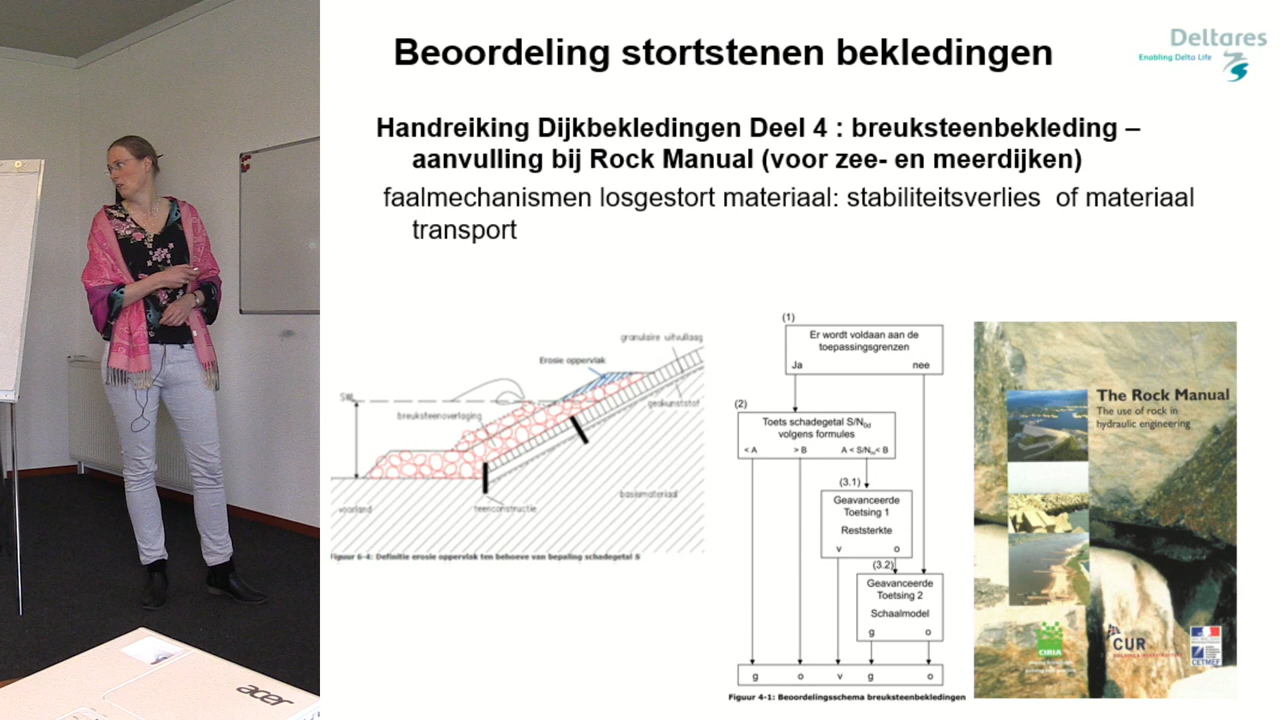 Beoordeling stortstenen bekledingen
Deltares
Enabling Delta Life
Handreiking Dijkbekledingen Deel 4 : breuksteenbekleding –
aanvulling bij Rock Manual (voor zee- en meerdijken)
faalmechanismen losgestort materiaal: stabiliteitsverlies of materiaal
transport
granulaire uitvullaag
Erosie oppervlak
SWL
breuksteenoverlaging
geokunststof
basismateriaal
voorland
teenconstructie
iguur 6-4: Definitie erosie oppervlak ten behoeve van bepaling schadegetal S
(1)
Er wordt voldaan aan de
toepassingsgrenzen
Ja nee
(2)
Toets schadegetal S/N0d
volgens formules
< A > B A < S/N0d< B
(3.1)
Geavanceerde
Toetsing 1
Reststerkte
v o
(3.2)
Geavanceerde
Toetsing 2
Schaalmodel
g o
g o v g o
Figuur 4-1: Beoordelingsschema breuksteenbekledingen
The Rock Manual
The use of rock in
hydraulic engineering
CIRIA
CUR
CETMEF
acer